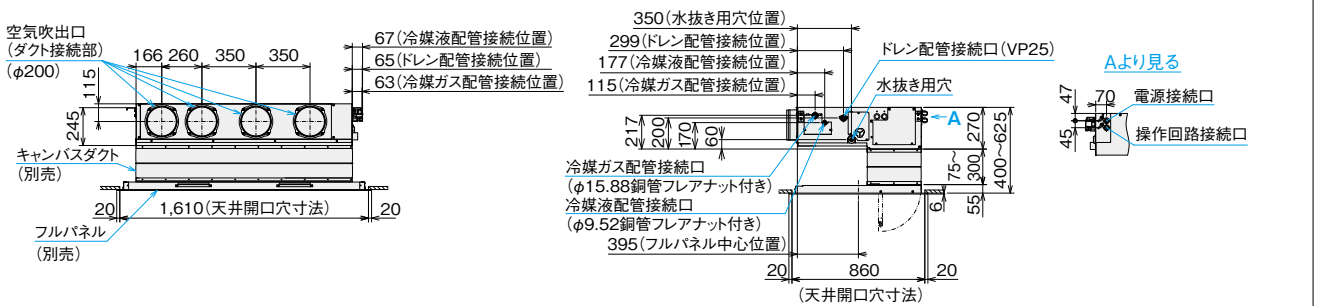 空気吹出口
(ダクト接続部)
(φ200)
166 260 350 350
115
245
67(冷媒液配管接続位置)
65(ドレン配管接続位置)
63(冷媒ガス配管接続位置)
キャンバスダクト
(別売)
20 1,610(天井開口穴寸法) 20
フルパネル
(別売)
350(水抜き用穴位置)
299(ドレン配管接続位置)
177(冷媒液配管接続位置)
115(冷媒ガス配管接続位置)
ドレン配管接続口(VP25)
水抜き用穴
A
217
200
170
60
270
75~300
400~625
55
6
冷媒ガス配管接続口
(φ15.88銅管フレアナット付き)
冷媒液配管接続口
(φ9.52銅管フレアナット付き)
395(フルパネル中心位置)
20 860 20
(天井開口穴寸法)
Aより見る
47
45
70
電源接続口
操作回路接続口